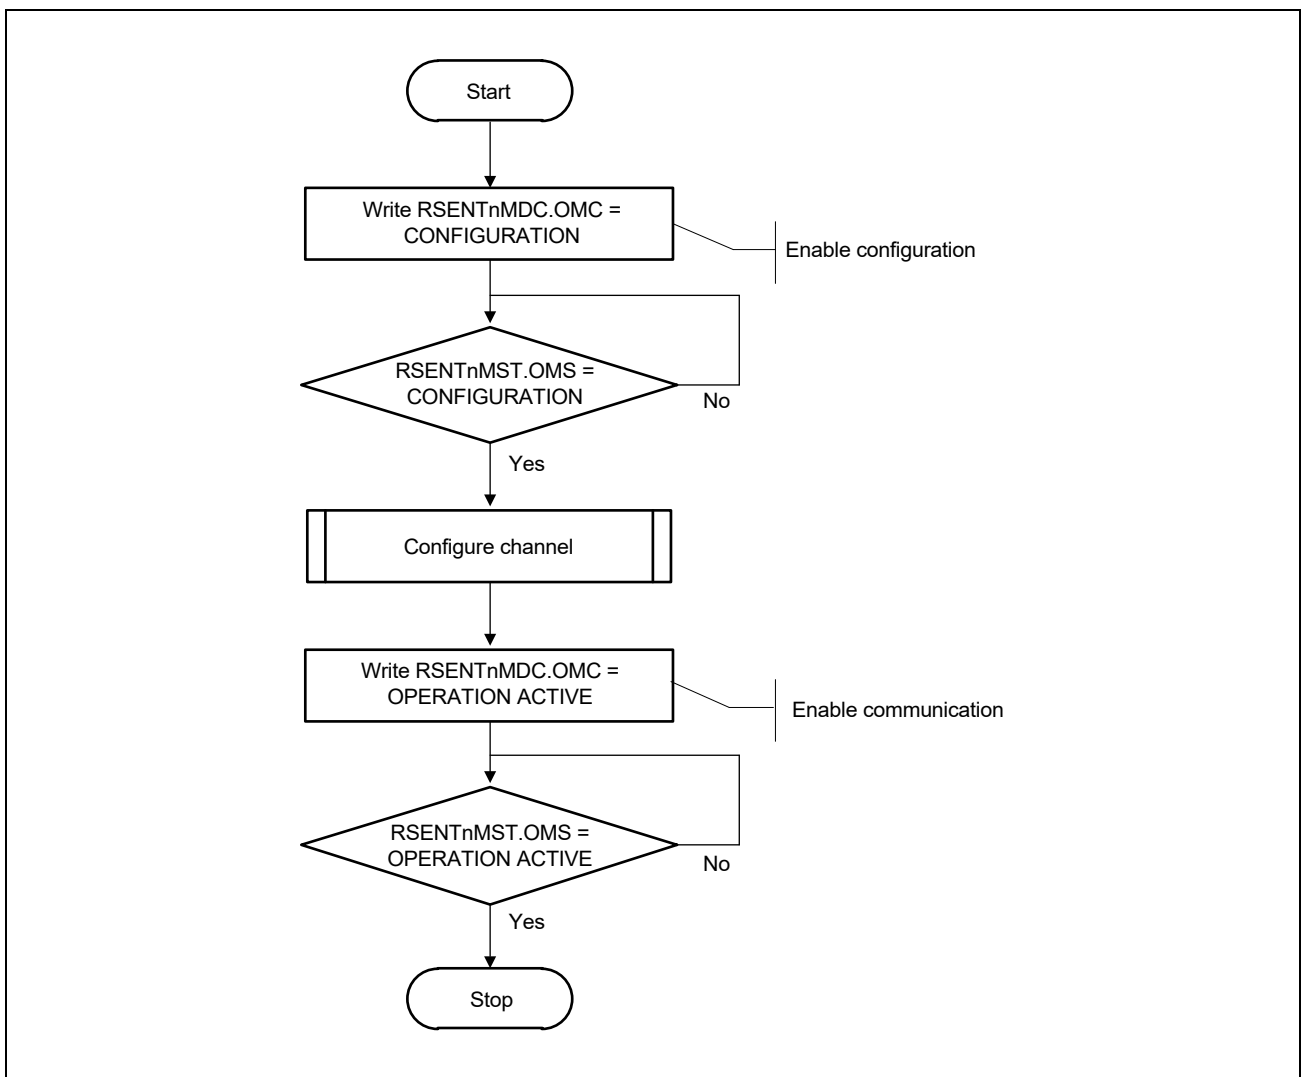 Start
Write RSENTnMDC.OMC =
CONFIGURATION
Enable configuration
RSENTnMST.OMS =
CONFIGURATION
No
Yes
Configure channel
Write RSENTnMDC.OMC =
OPERATION ACTIVE
Enable communication
RSENTnMST.OMS =
OPERATION ACTIVE
No
Yes
Stop